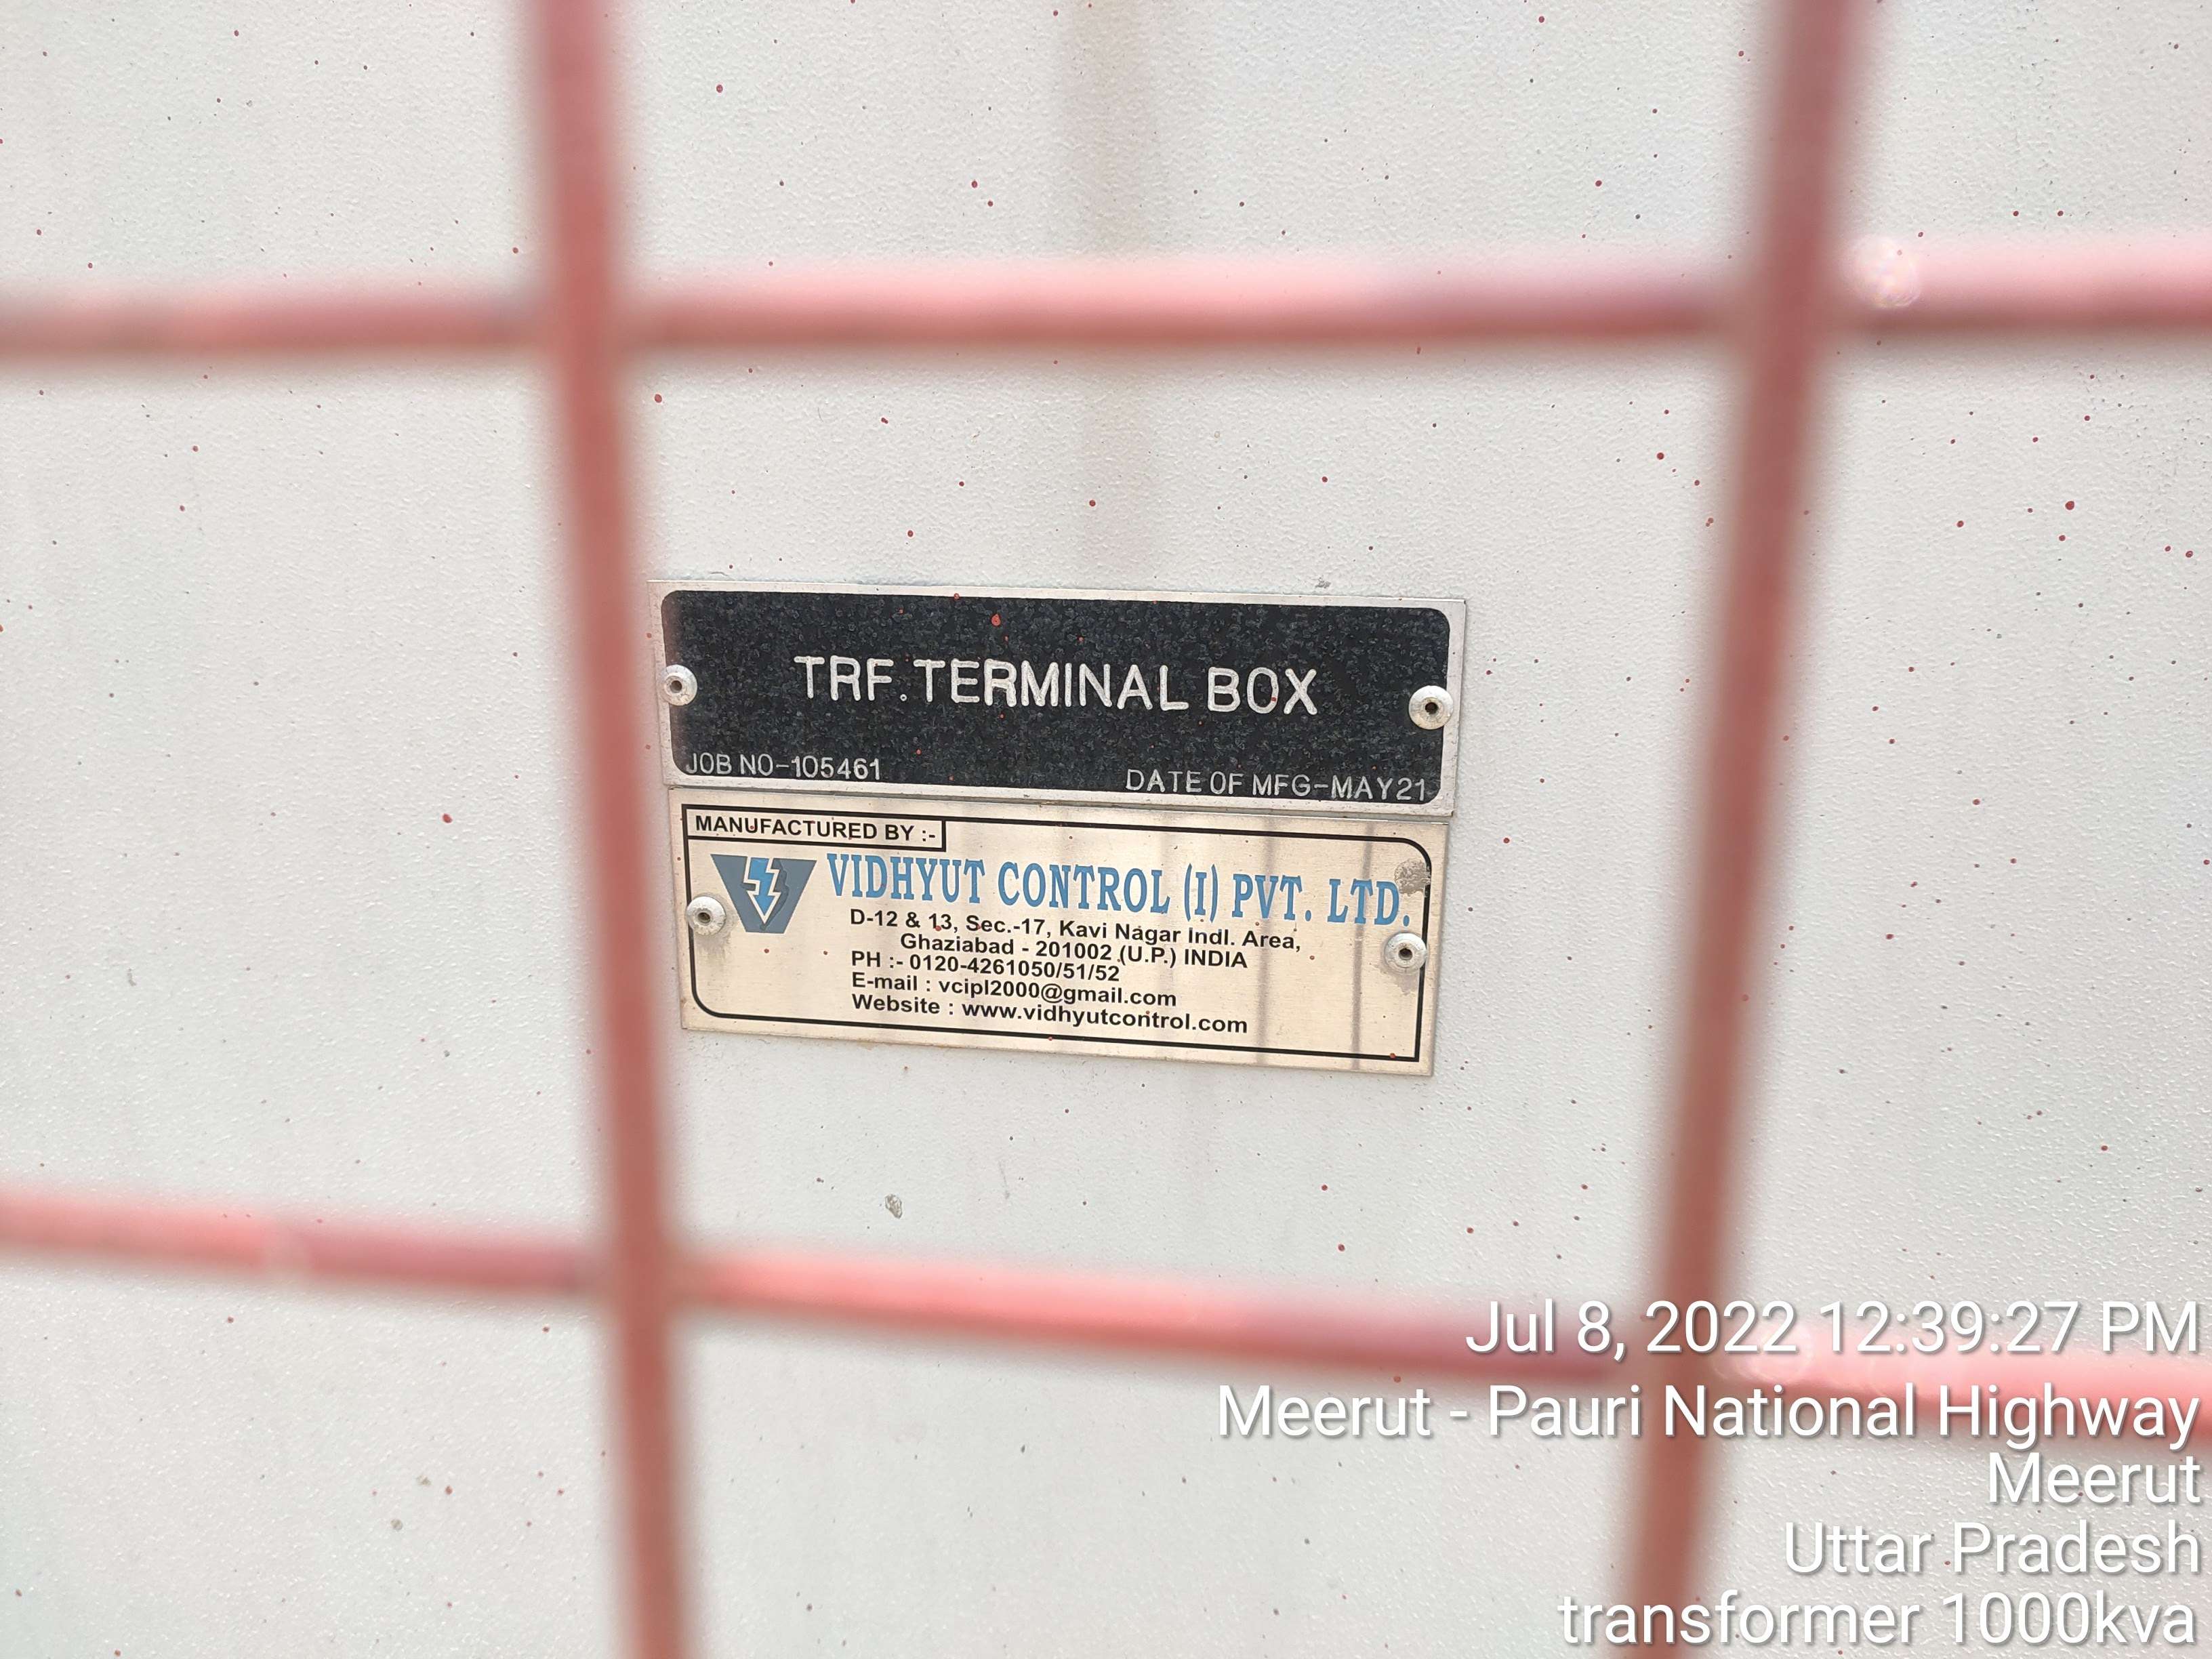 TRF. TERMINAL BOX
JOB NO-105461
DATE OF MFG-MAY21
MANUFACTURED BY :-
VIDHYUT CONTROL (I) PVT. LTD.
D-12 & 13, Sec.-17, Kavi Nagar Indl. Area,
Ghaziabad - 201002 (U.P.) INDIA
PH :- 0120-4261050/51/52
E-mail : vcipl2000@gmail.com
Website : www.vidhyutcontrol.com
Jul 8, 2022 12:39:27 PM
Meerut - Pauri National Highway
Meerut
Uttar Pradesh
transformer 1000kva